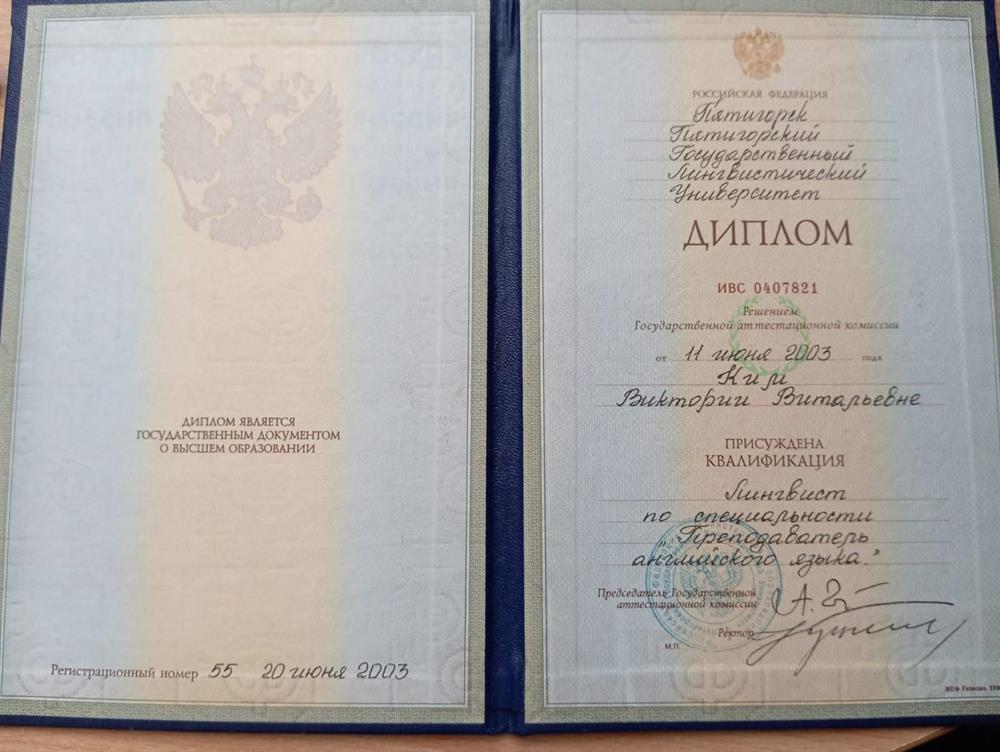 ДИПЛОМ ЯВЛЯЕТСЯ
ГОСУДАРСТВЕННЫМ ДОКУМЕНТОМ
О ВЫСШЕМ ОБРАЗОВАНИИ
Регистрационный номер 55 20 июня 2003
РОССИЙСКАЯ ФЕДЕРАЦИЯ
Пятигорск
Пятигорский
Государственный
Лингвистический
Университет
ДИПЛОМ
ИВС 0407821
Решением
Государственной аттестационной комиссии
от 11 июня 2003 года
Ким
Виктории Витальевне
ПРИСУЖДЕНА
КВАЛИФИКАЦИЯ
Лингвист
по специальности
"Преподаватель
английского языка."
Председатель Государственной
аттестационной комиссии
Ректор
М.П.